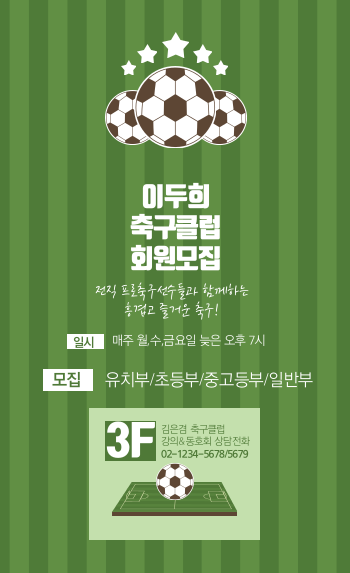 이두희
축구클럽
회원모집
전직 프로축구선수들과 함께하는
흥겹고 즐거운 축구!
일시 매주 월,수,금요일 늦은 오후 7시
모집 유치부/초등부/중고등부/일반부
3F
김은겸 축구클럽
강의&동호회 상담전화
02-1234-5678/5679